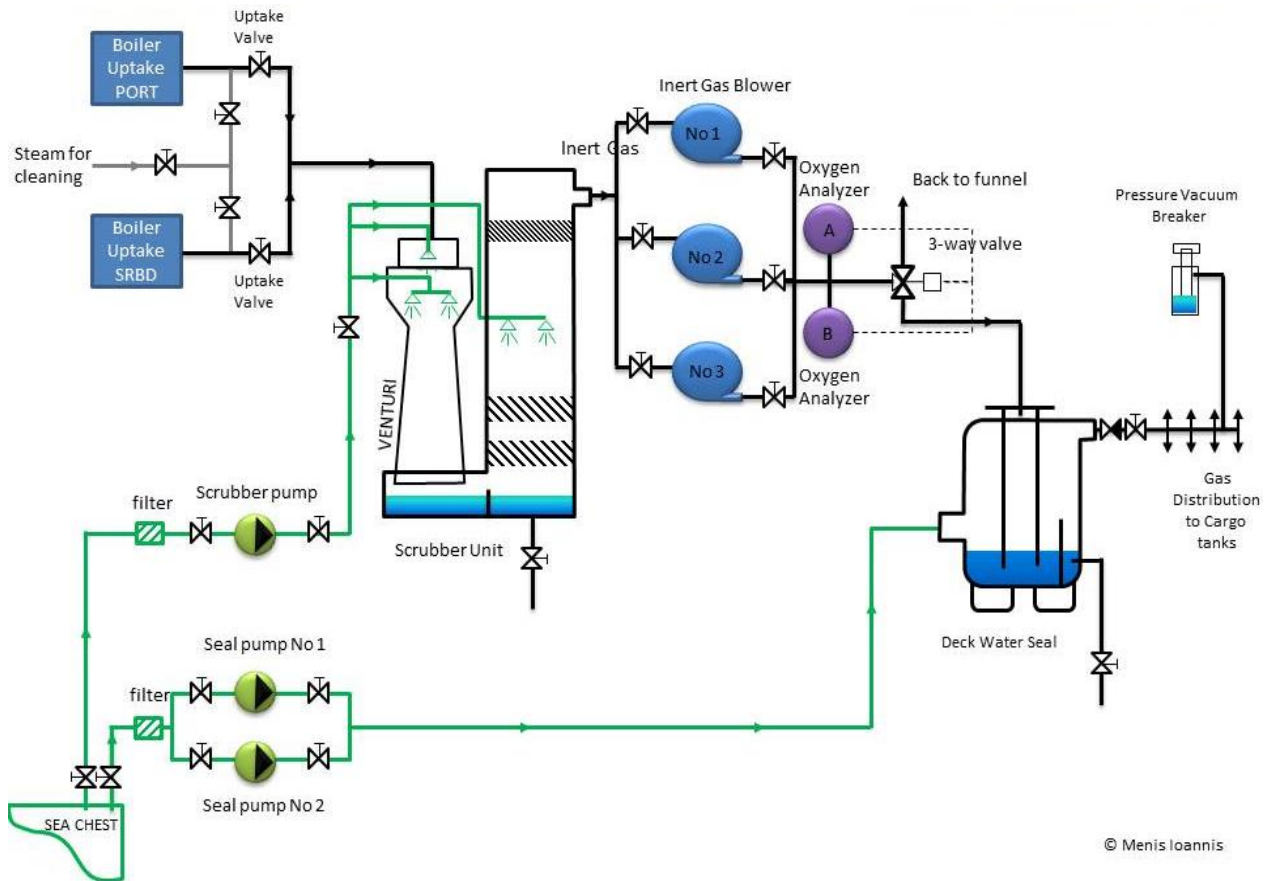 Uptake
Valve
Boiler
Uptake
PORT
Steam for
cleaning
Boiler
Uptake
SRBD
Uptake
Valve
Inert Gas Blower
No 1
Inert Gas
No 2
No 3
Oxygen
Analyzer
A
B
Oxygen
Analyzer
Back to funnel
3-way valve
Pressure Vacuum
Breaker
VENTURI
filter
Scrubber pump
Scrubber Unit
Gas
Distribution
to Cargo
tanks
Deck Water Seal
Seal pump No 1
filter
Seal pump No 2
SEA CHEST
© Menis Ioannis